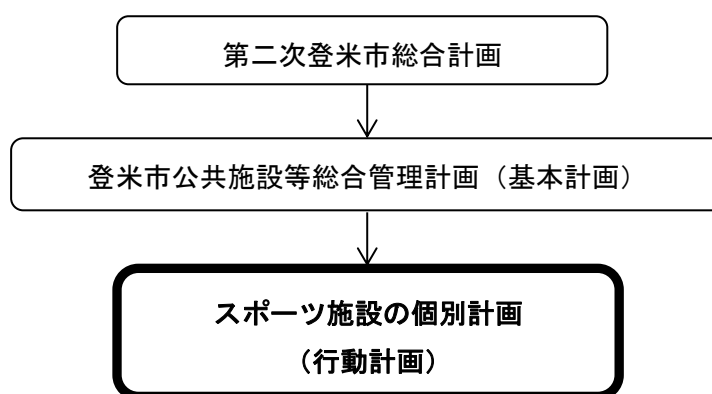 第二次登米市総合計画
登米市公共施設等総合管理計画（基本計画）
スポーツ施設の個別計画
（行動計画）